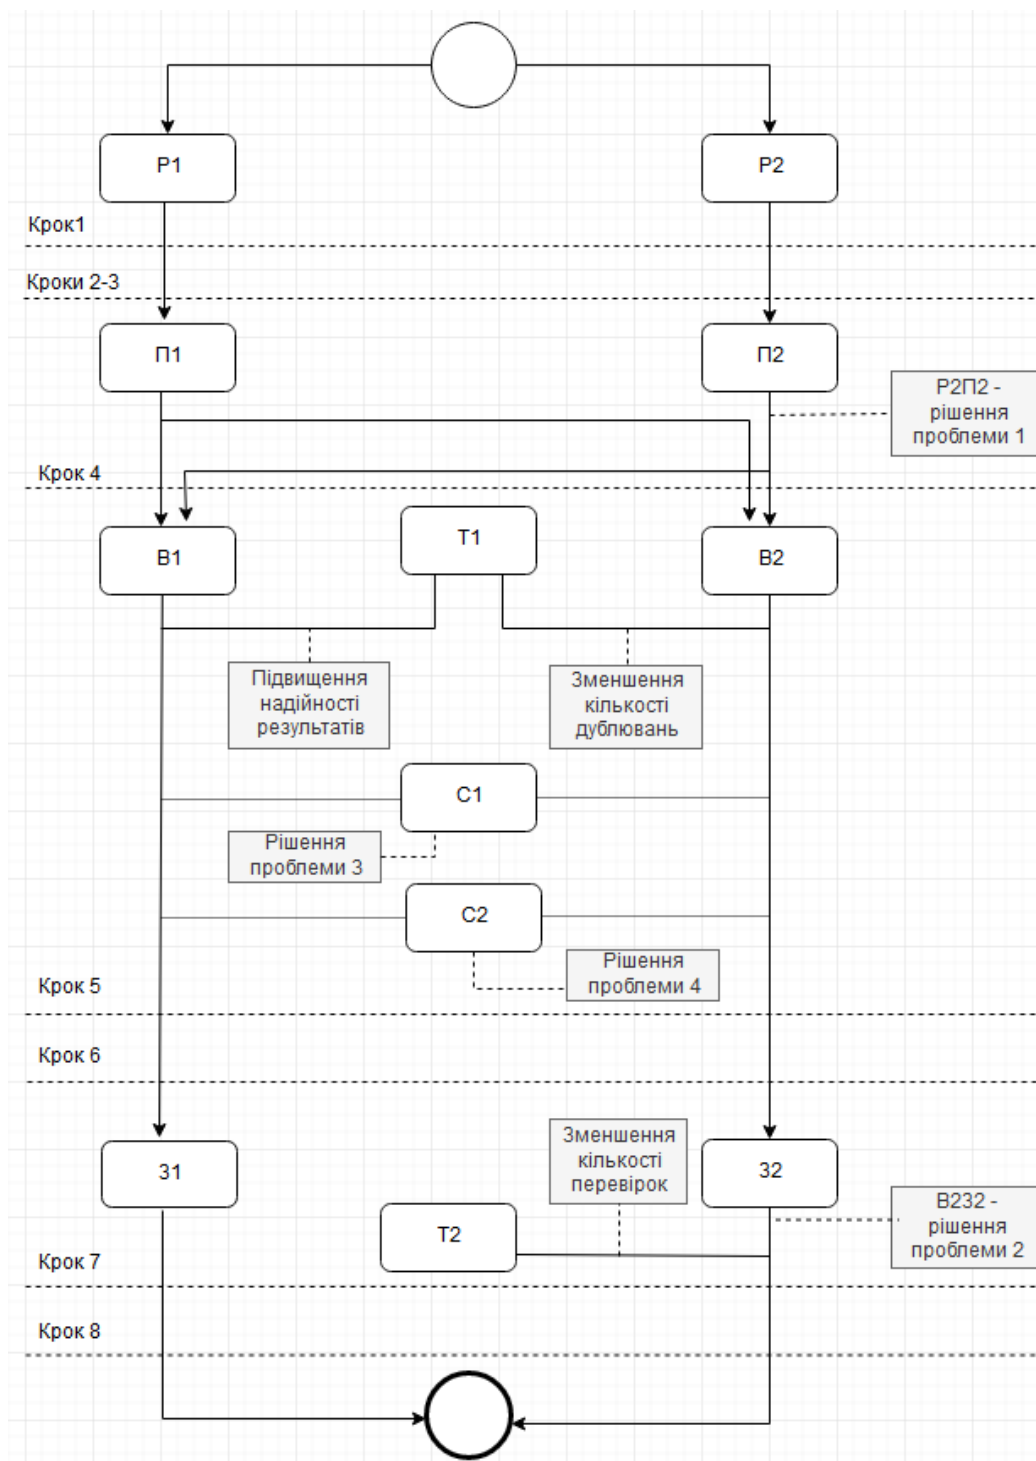 Р1
Р2
Крок1
Кроки 2-3
П1
П2
Р2П2 -
рішення
проблеми 1
Крок 4
В1
Т1
В2
Підвищення
надійності
результатів
Зменшення
кількості
дублювань
С1
Рішення
проблеми 3
С2
Рішення
проблеми 4
Крок 5
Крок 6
З1
Зменшення
кількості
перевірок
З2
В2З2 -
рішення
проблеми 2
Т2
Крок 7
Крок 8